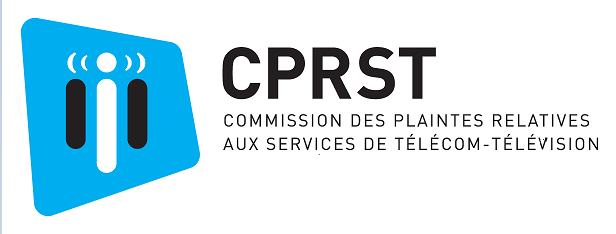 CPRST
COMMISSION DES PLAINTES RELATIVES
AUX SERVICES DE TÉLÉCOM-TÉLÉVISION